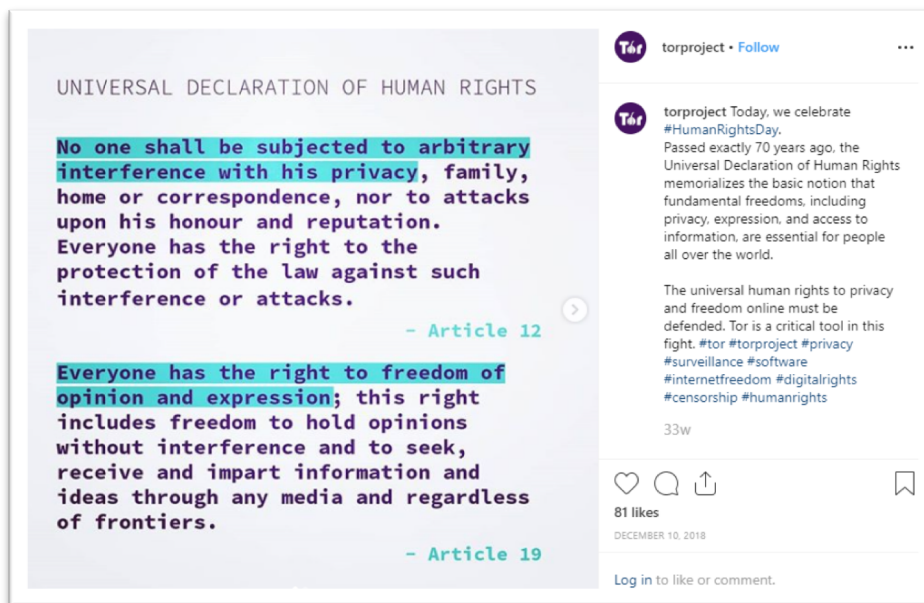 UNIVERSAL DECLARATION OF HUMAN RIGHTS
No one shall be subjected to arbitrary
interference with his privacy, family,
home or correspondence, nor to attacks
upon his honour and reputation.
Everyone has the right to the
protection of the law against such
interference or attacks.
– Article 12
Everyone has the right to freedom of
opinion and expression; this right
includes freedom to hold opinions
without interference and to seek,
receive and impart information and
ideas through any media and regardless
of frontiers.
– Article 19
Tor
torproject • Follow
Tor
torproject Today, we celebrate
#HumanRightsDay.
Passed exactly 70 years ago, the
Universal Declaration of Human Rights
memorializes the basic notion that
fundamental freedoms, including
privacy, expression, and access to
information, are essential for people
all over the world.
The universal human rights to privacy
and freedom online must be
defended. Tor is a critical tool in this
fight. #tor #torproject #privacy
#surveillance #software
#internetfreedom #digitalrights
#censorship #humanrights
33w
81 likes
DECEMBER 10, 2018
Log in to like or comment.